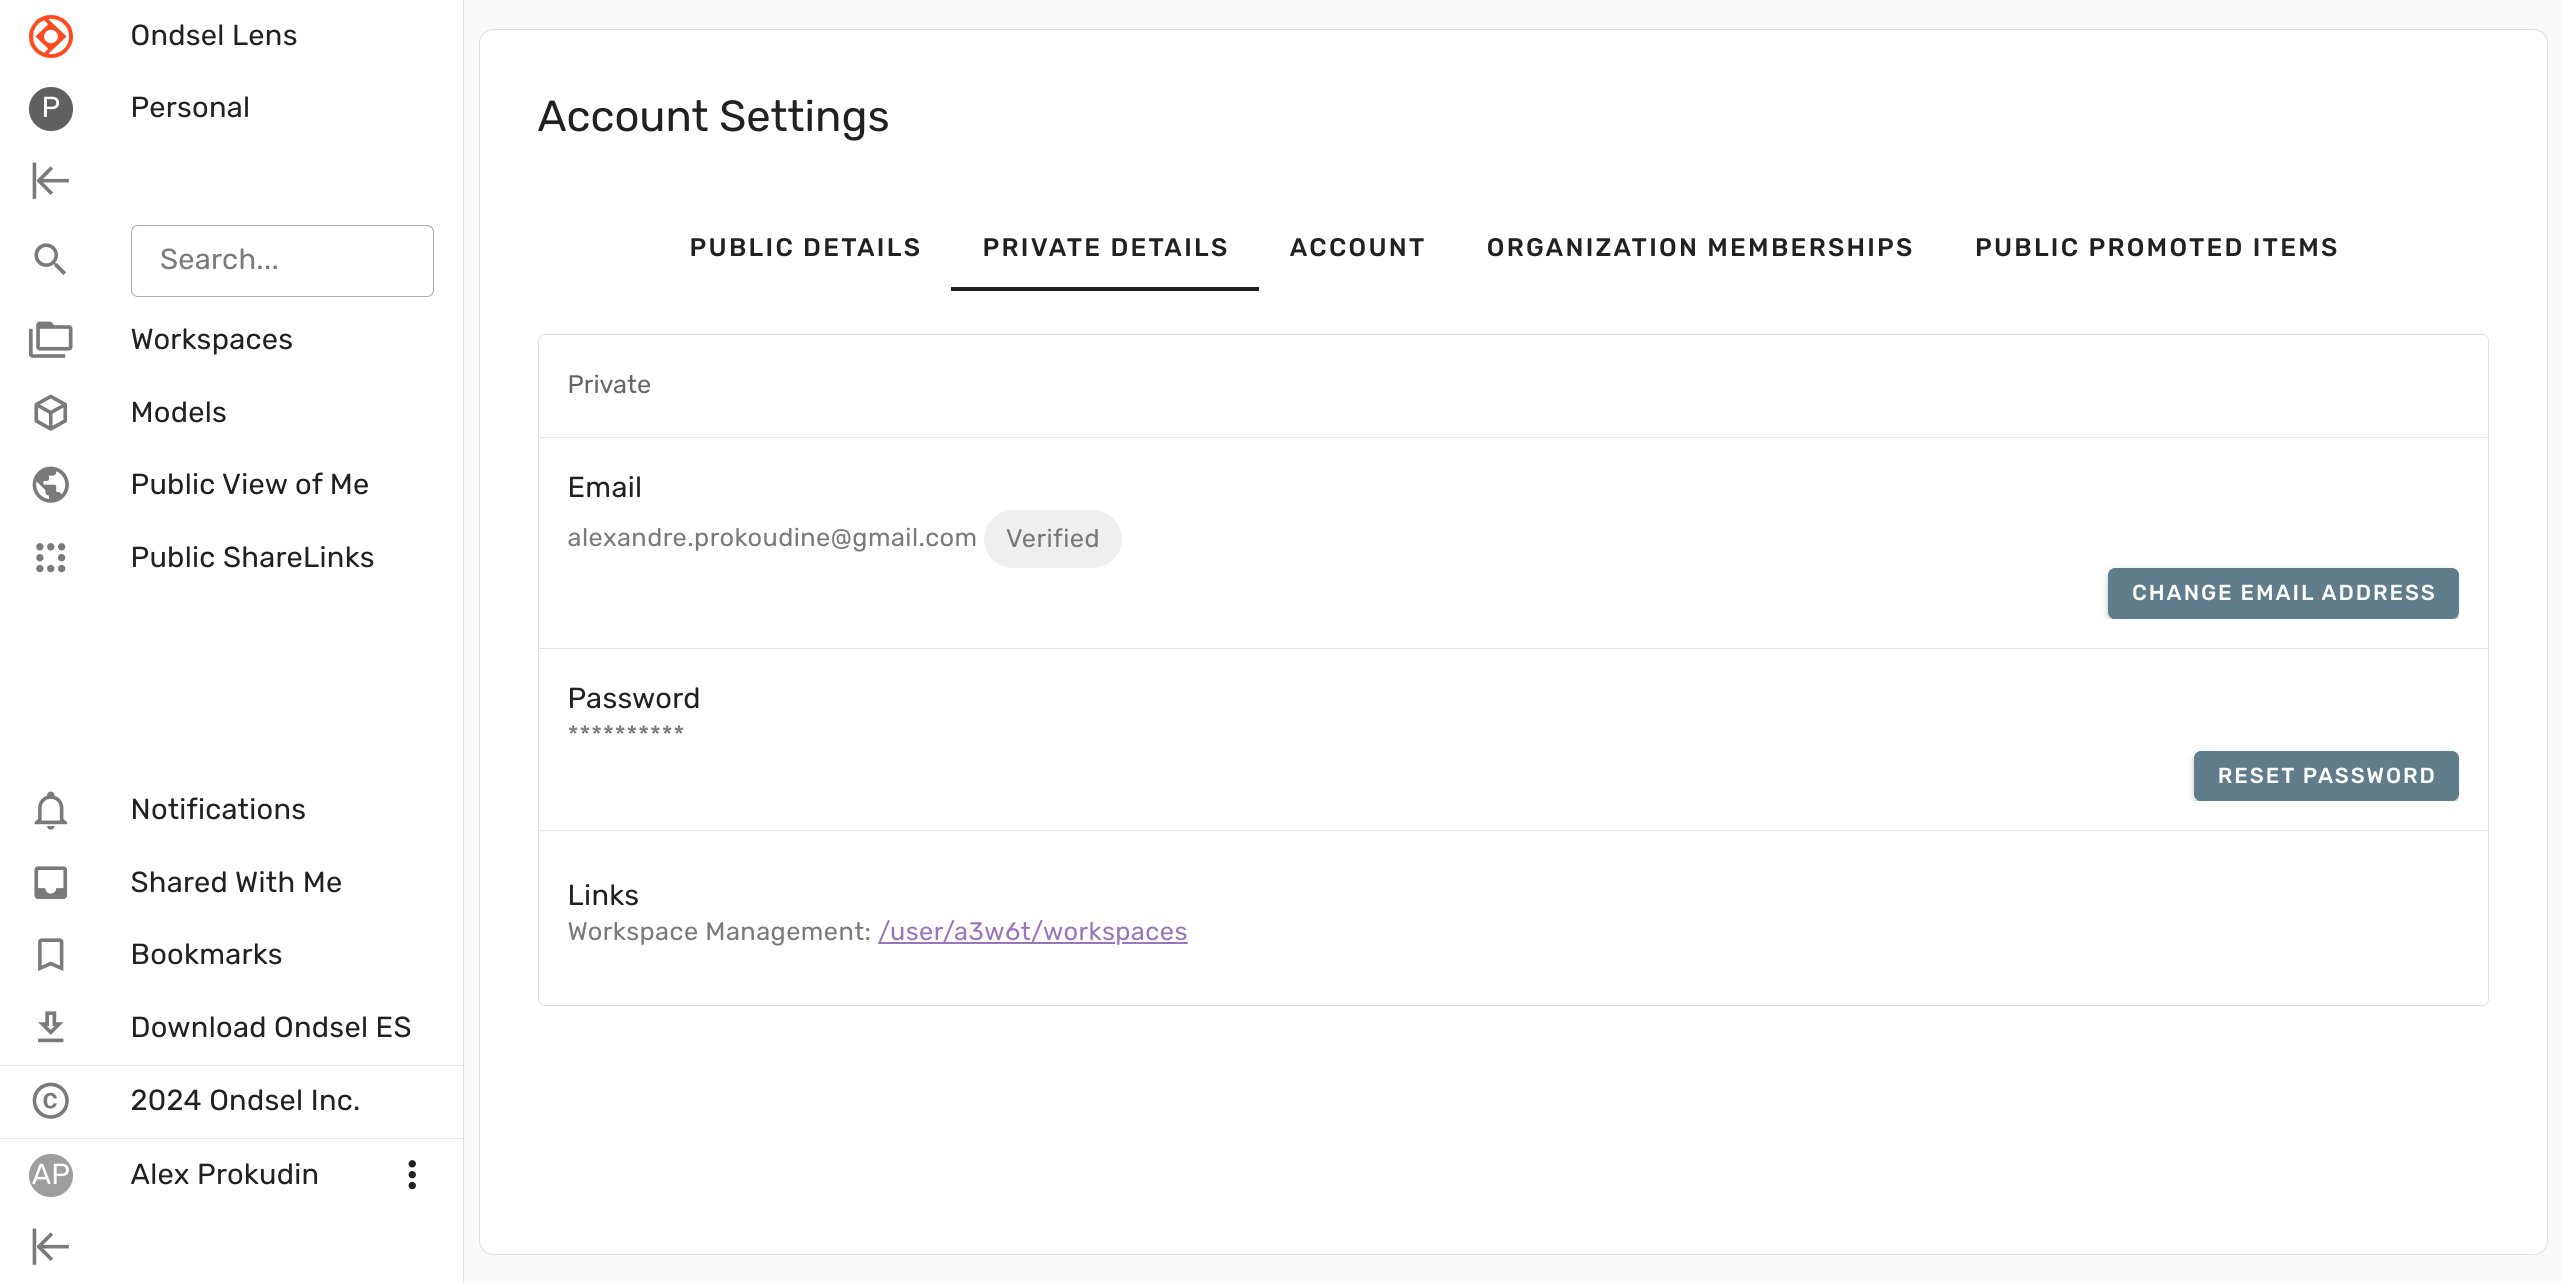 Ondsel Lens
P
Personal
Search...
Workspaces
Models
Public View of Me
Public ShareLinks
Notifications
Shared With Me
Bookmarks
Download Ondsel ES
© 2024 Ondsel Inc.
AP
Alex Prokudin
Account Settings
PUBLIC DETAILS PRIVATE DETAILS ACCOUNT ORGANIZATION MEMBERSHIPS PUBLIC PROMOTED ITEMS
Private
Email
alexandre.prokoudine@gmail.com Verified
CHANGE EMAIL ADDRESS
Password
**********
RESET PASSWORD
Links
Workspace Management: /user/a3w6t/workspaces